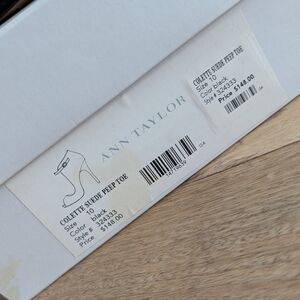 COLETTE SUEDE PEEP TOE
Size 10
Color black
Style # 324333
Price $148.00
ANN TAYLOR
COLETTE SUEDE PEEP TOE
Size 10
Color black
Style # 324333
Price $148.00